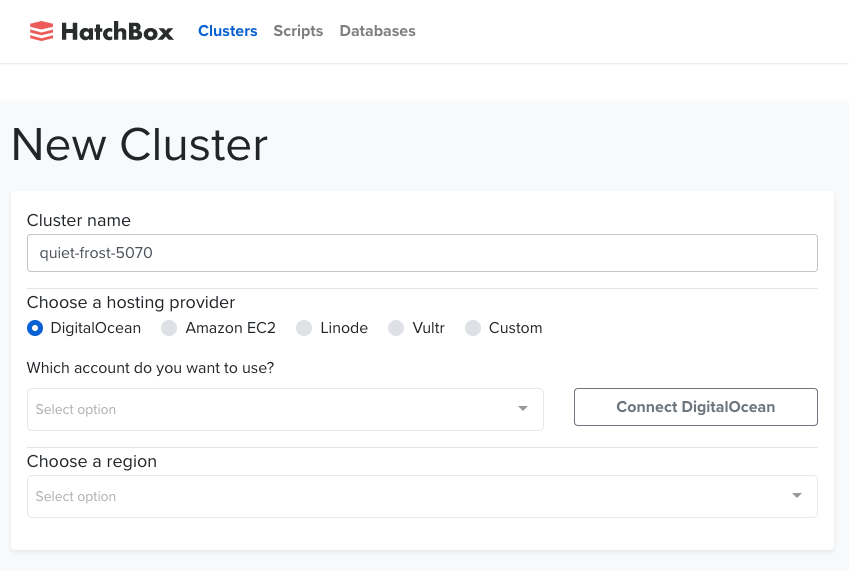 HatchBox Clusters Scripts Databases
New Cluster
Cluster name
quiet-frost-5070
Choose a hosting provider
DigitalOcean Amazon EC2 Linode Vultr Custom
Which account do you want to use?
Select option Connect DigitalOcean
Choose a region
Select option